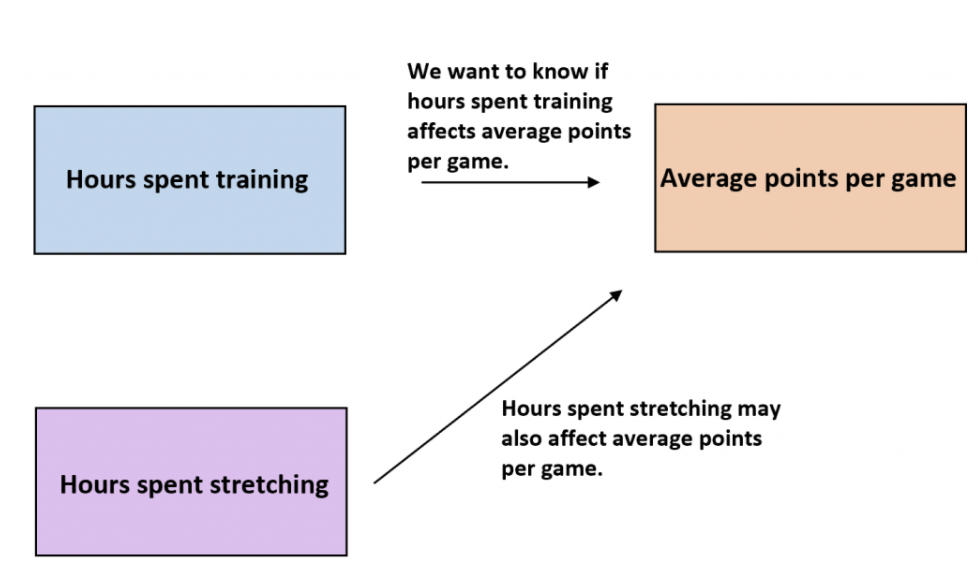 We want to know if
hours spent training
affects average points
per game.
Hours spent training
Average points per game
Hours spent stretching may
also affect average points
per game.
Hours spent stretching